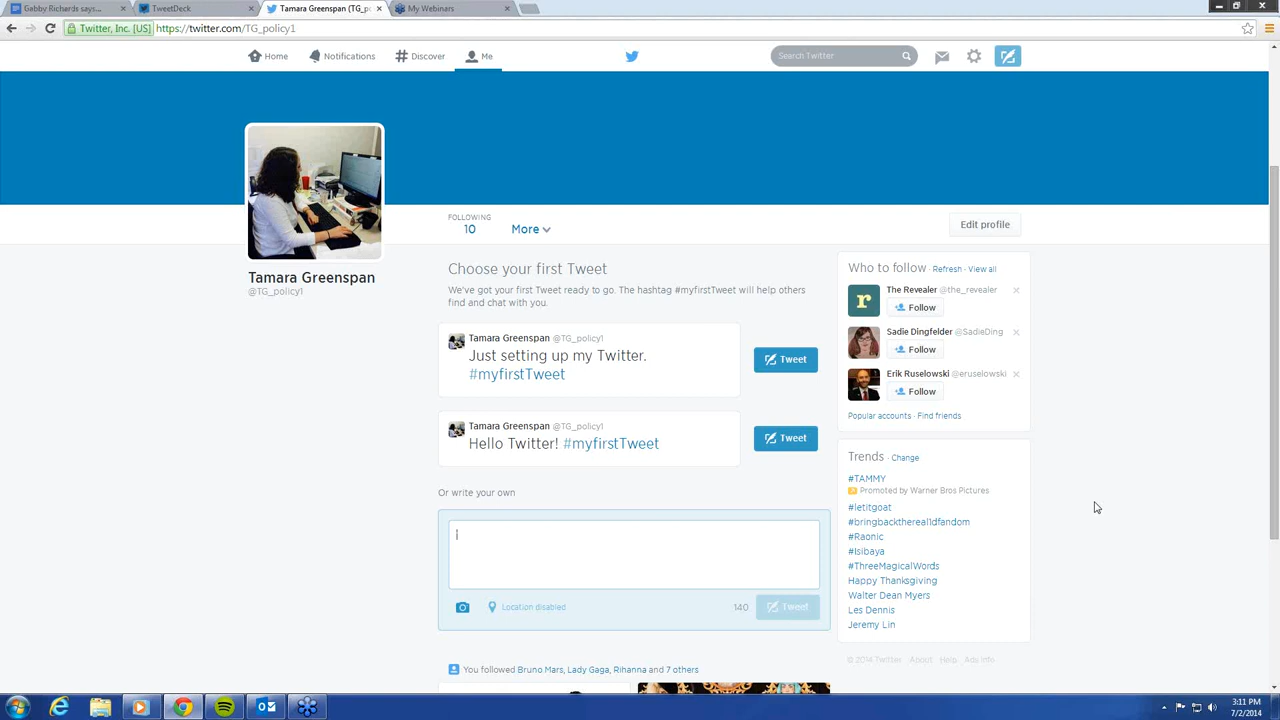 Gabby Richards says...
TweetDeck
Tamara Greenspan (TG_po
My Webinars
Twitter, Inc. [US]
https://twitter.com/TG_policy1
Home
Notifications
# Discover
Me
Search Twitter
FOLLOWING
10
More
Edit profile
Tamara Greenspan
@TG_policy1
Choose your first Tweet
We've got your first Tweet ready to go. The hashtag #myfirstTweet will help others
find and chat with you.
Tamara Greenspan @TG_policy1
Just setting up my Twitter.
#myfirstTweet
Tweet
Tamara Greenspan @TG_policy1
Hello Twitter! #myfirstTweet
Tweet
Or write your own
Location disabled
140
Tweet
You followed Bruno Mars, Lady Gaga, Rihanna and 7 others
Who to follow · Refresh · View all
The Revealer @the_revealer
Follow
Sadie Dingfelder @SadieDing
Follow
Erik Ruselowski @eruselowski
Follow
Popular accounts · Find friends
Trends · Change
#TAMMY
Promoted by Warner Bros Pictures
#letitgoat
#bringbackthereal1dfandom
#Raonic
#Isibaya
#ThreeMagicalWords
Happy Thanksgiving
Walter Dean Myers
Les Dennis
Jeremy Lin
© 2014 Twitter About Help Ads info
3:11 PM
7/2/2014